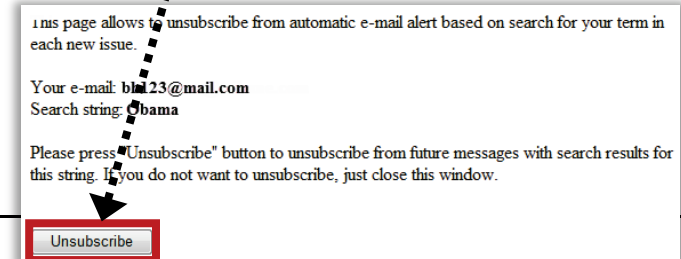 This page allows to unsubscribe from automatic e-mail alert based on search for your term in
each new issue.
Your e-mail: bh123@mail.com
Search string: Obama
Please press "Unsubscribe" button to unsubscribe from future messages with search results for
this string. If you do not want to unsubscribe, just close this window.
Unsubscribe